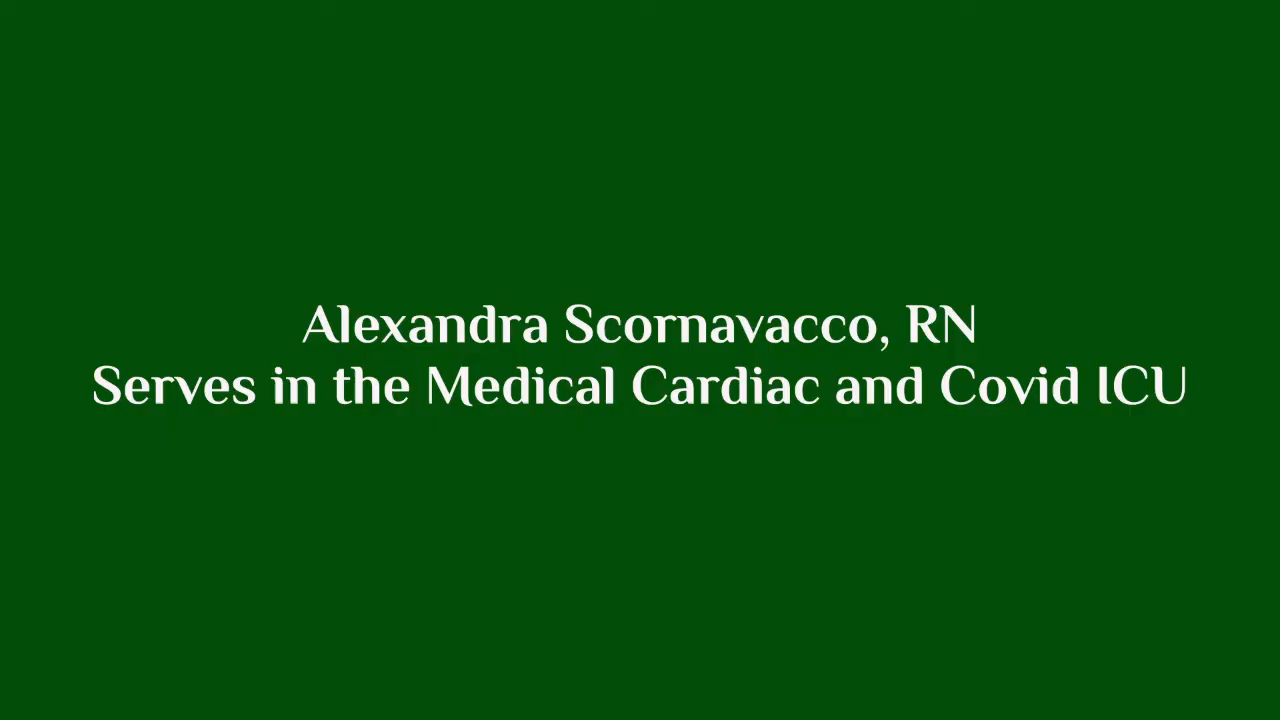 Alexandra Scornavacco, RN
Serves in the Medical Cardiac and Covid ICU